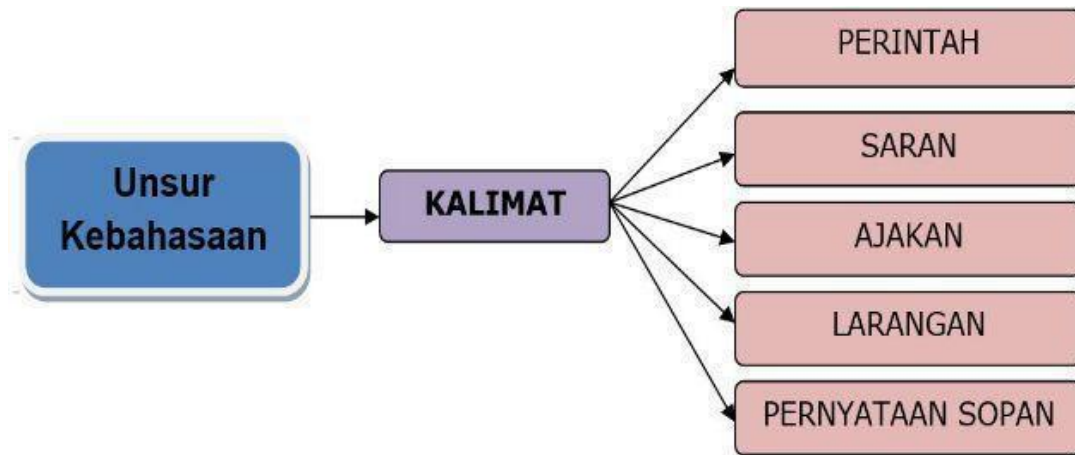 Unsur
Kebahasaan
KALIMAT
PERINTAH
SARAN
AJAKAN
LARANGAN
PERNYATAAN SOPAN